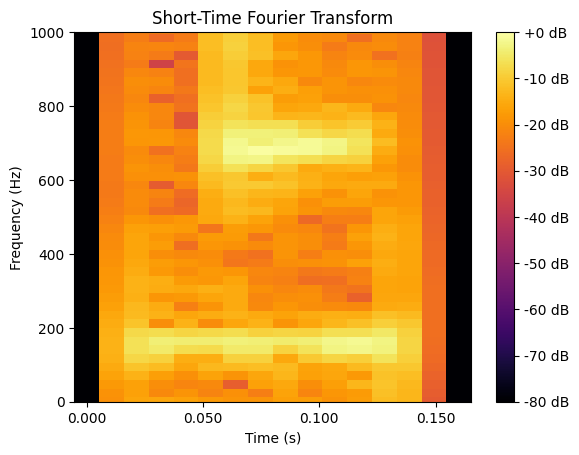 Short-Time Fourier Transform
1000
800
600
400
200
0
Frequency (Hz)
0.000
0.050
0.100
0.150
Time (s)
+0 dB
-10 dB
-20 dB
-30 dB
-40 dB
-50 dB
-60 dB
-70 dB
-80 dB